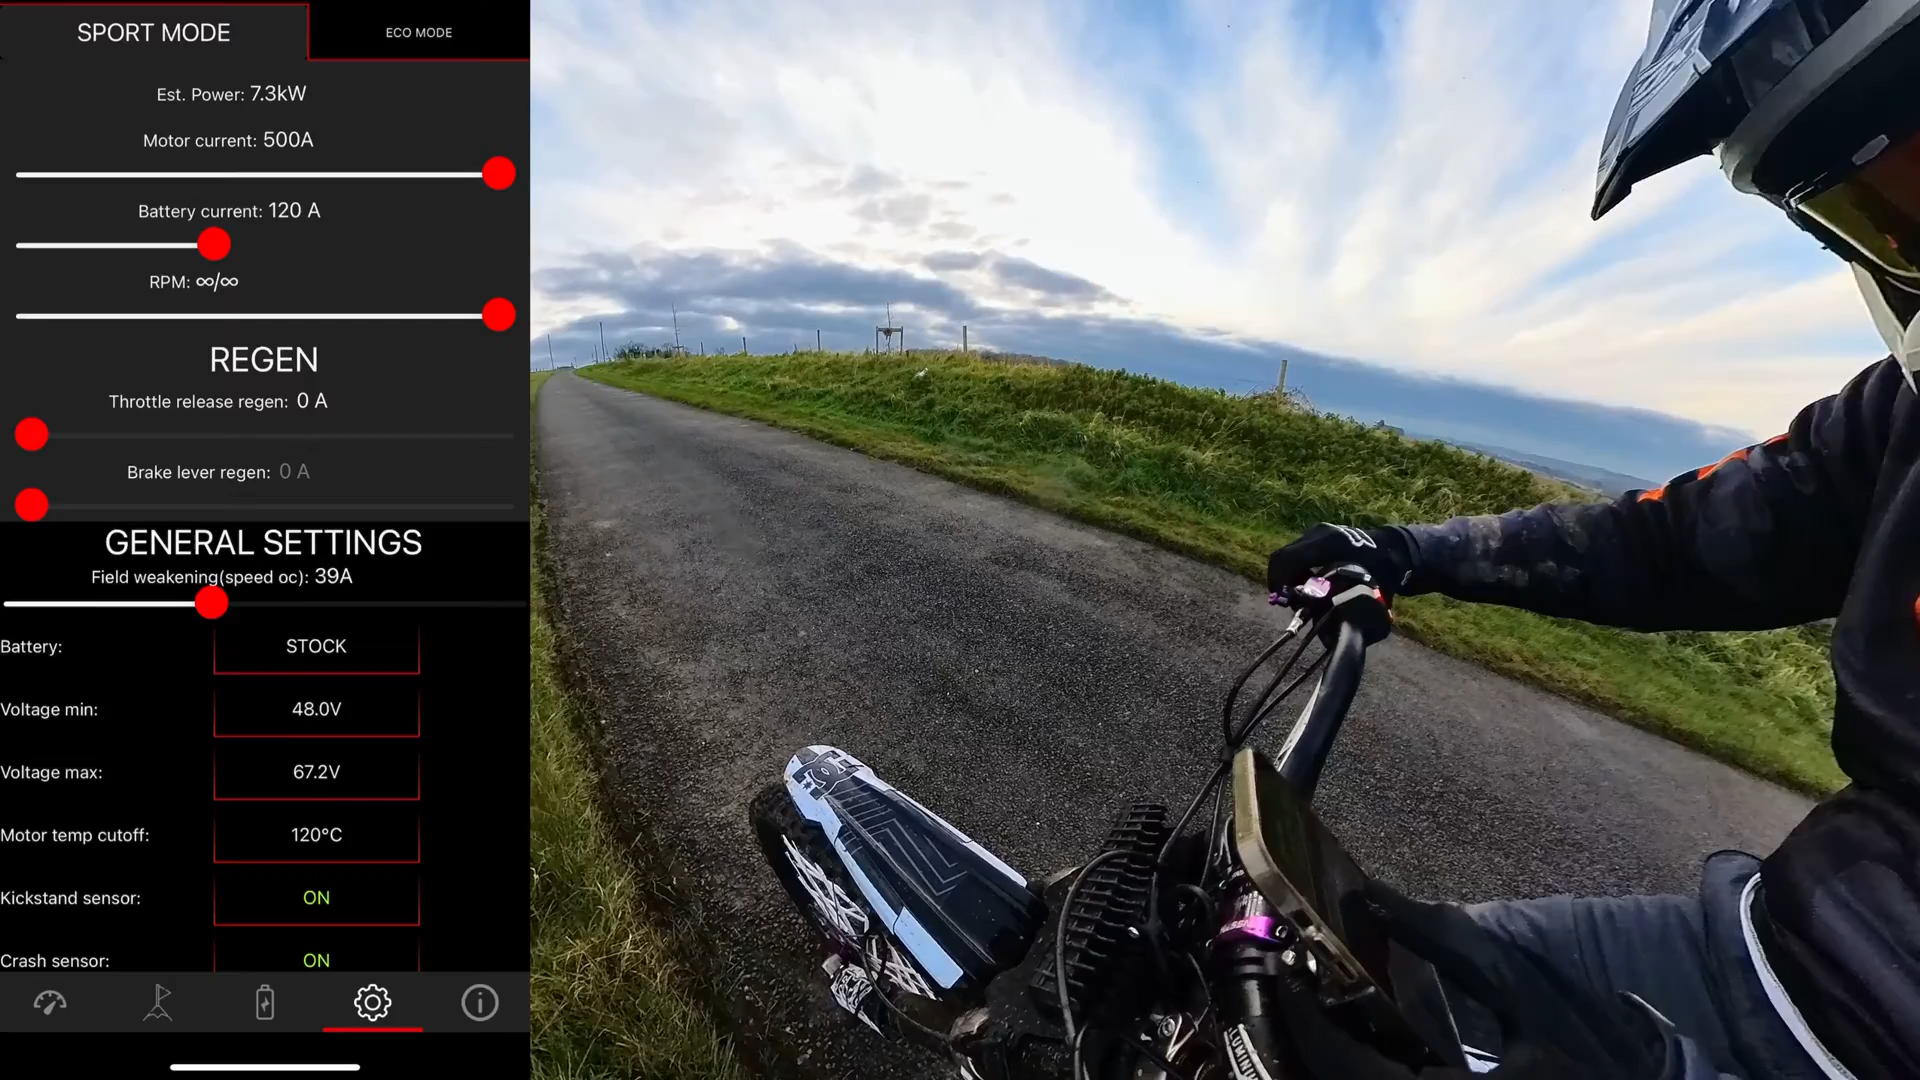 SPORT MODE
ECO MODE
Est. Power: 7.3kW
Motor current: 500A
Battery current: 120 A
RPM: ∞/∞
REGEN
Throttle release regen: 0 A
Brake lever regen: 0 A
GENERAL SETTINGS
Field weakening(speed oc): 39A
Battery: STOCK
Voltage min: 48.0V
Voltage max: 67.2V
Motor temp cutoff: 120°C
Kickstand sensor: ON
Crash sensor: ON